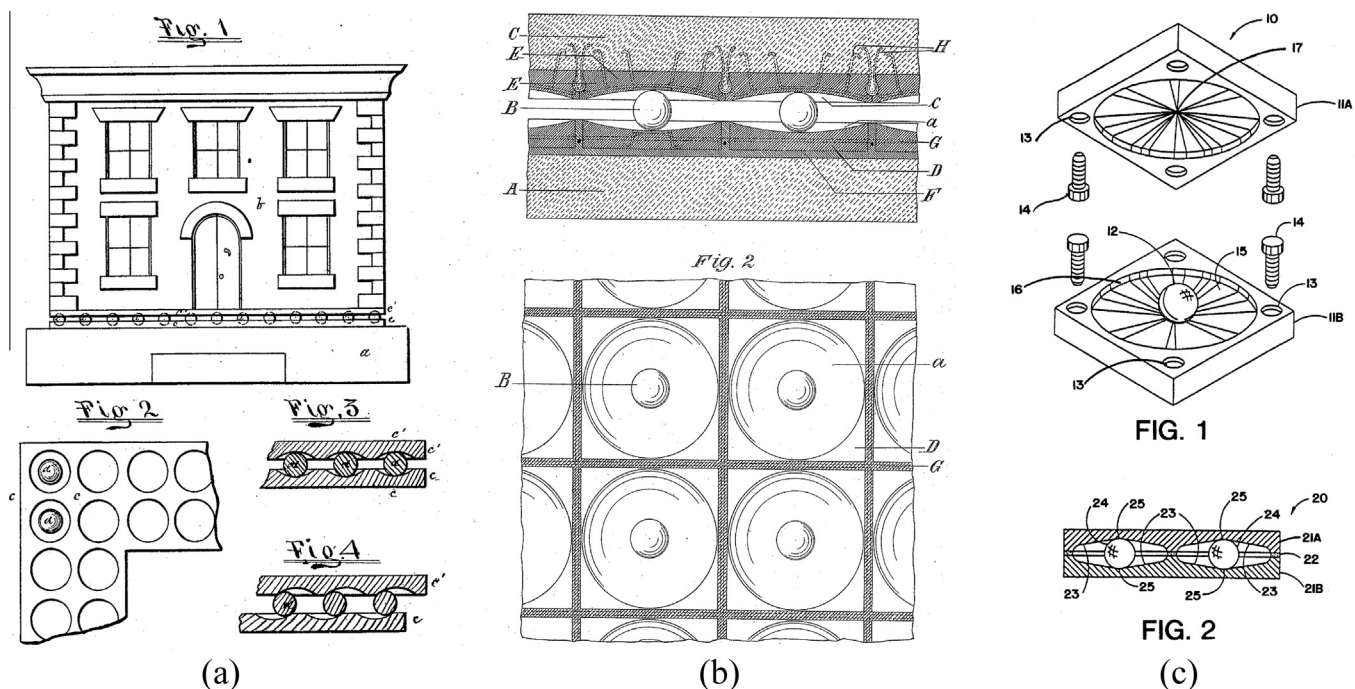 Fig. 1
b
g
c'
c'
c
c
a
Fig. 2
d
c
c
d
Fig. 3
c'
c'
a
a
a
c
c
Fig. 4
c'
a
c
(a)
C
H
E
E
B
c
a
G
D
A
F
Fig. 2
B
a
D
G
(b)
10
17
11A
13
14
14
12
15
16
13
11B
13
FIG. 1
24
25
23
25
24
20
21A
22
21B
23
25
25
23
FIG. 2
(c)